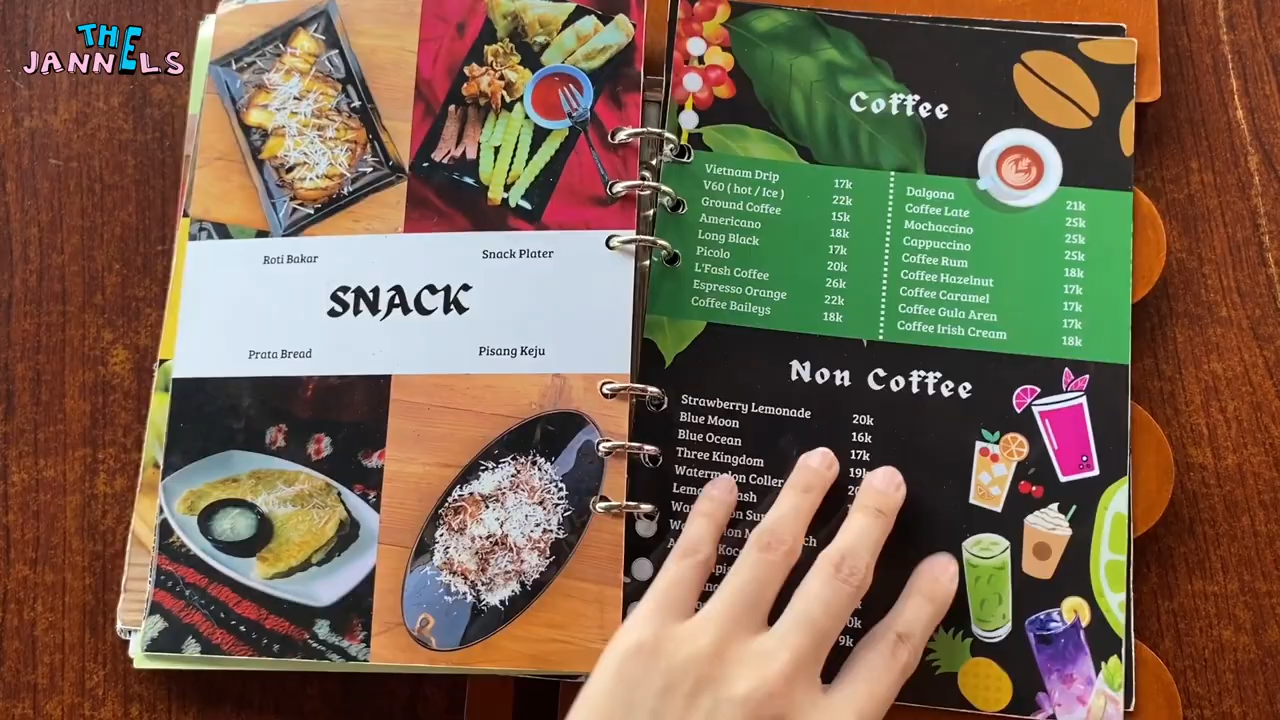 THE
JANNELS
Roti Bakar
Snack Plater
SNACK
Prata Bread
Pisang Keju
Coffee
Vietnam Drip 17k
V60 ( hot / Ice ) 22k
Ground Coffee 15k
Americano 18k
Long Black 17k
Picolo 20k
L'Fash Coffee 26k
Espresso Orange 22k
Coffee Baileys 18k
Dalgona 21k
Coffee Late 25k
Mochaccino 25k
Cappuccino 25k
Coffee Rum 18k
Coffee Hazelnut 17k
Coffee Caramel 17k
Coffee Gula Aren 17k
Coffee Irish Cream 18k
Non Coffee
Strawberry Lemonade 20k
Blue Moon 16k
Blue Ocean 17k
Three Kingdom 19k
Watermelon Coller